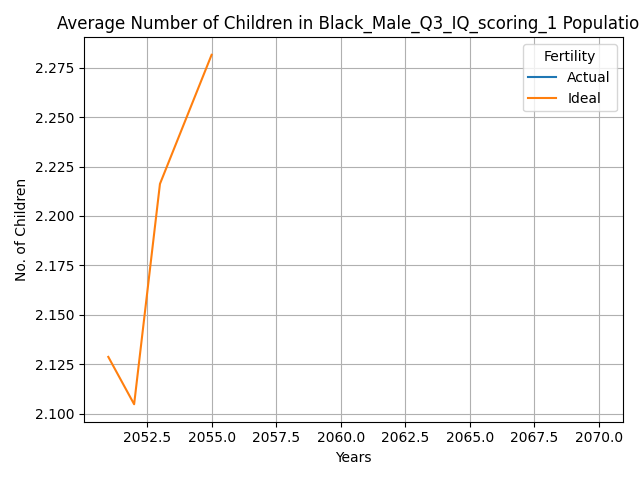 Average Number of Children in Black_Male_Q3_IQ_scoring_1 Populatio
Fertility
Actual
Ideal
No. of Children
2.275
2.250
2.225
2.200
2.175
2.150
2.125
2.100
2052.5 2055.0 2057.5 2060.0 2062.5 2065.0 2067.5 2070.0
Years